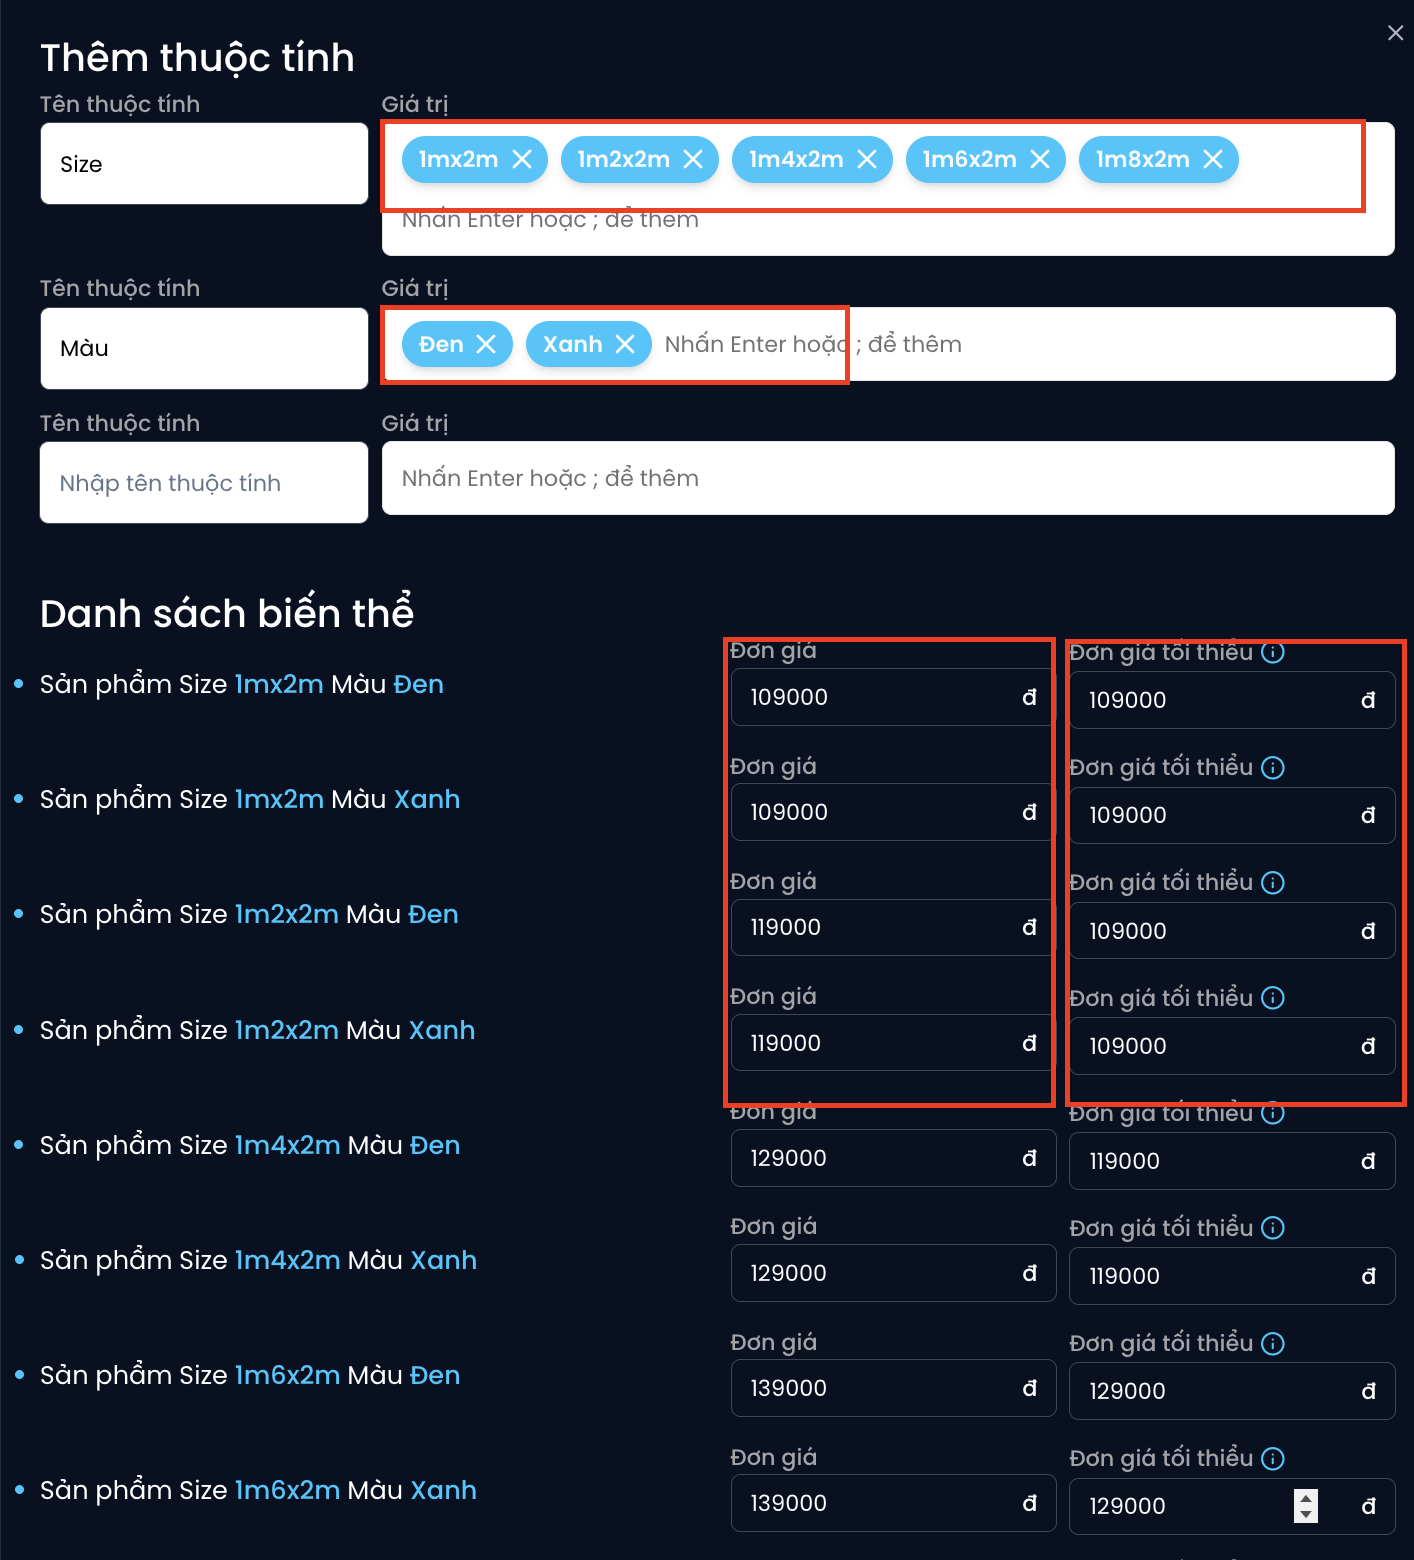 Thêm thuộc tính
Tên thuộc tính
Giá trị
Size
1mx2m
1m2x2m
1m4x2m
1m6x2m
1m8x2m
Nhấn Enter hoặc ; để thêm
Tên thuộc tính
Giá trị
Màu
Đen
Xanh
Nhấn Enter hoặc ; để thêm
Tên thuộc tính
Giá trị
Nhập tên thuộc tính
Nhấn Enter hoặc ; để thêm
Danh sách biến thể
Sản phẩm Size 1mx2m Màu Đen
Đơn giá
109000 đ
Đơn giá tối thiểu
109000 đ
Sản phẩm Size 1mx2m Màu Xanh
Đơn giá
109000 đ
Đơn giá tối thiểu
109000 đ
Sản phẩm Size 1m2x2m Màu Đen
Đơn giá
119000 đ
Đơn giá tối thiểu
109000 đ
Sản phẩm Size 1m2x2m Màu Xanh
Đơn giá
119000 đ
Đơn giá tối thiểu
109000 đ
Sản phẩm Size 1m4x2m Màu Đen
Đơn giá
129000 đ
Đơn giá tối thiểu
119000 đ
Sản phẩm Size 1m4x2m Màu Xanh
Đơn giá
129000 đ
Đơn giá tối thiểu
119000 đ
Sản phẩm Size 1m6x2m Màu Đen
Đơn giá
139000 đ
Đơn giá tối thiểu
129000 đ
Sản phẩm Size 1m6x2m Màu Xanh
Đơn giá
139000 đ
Đơn giá tối thiểu
129000 đ